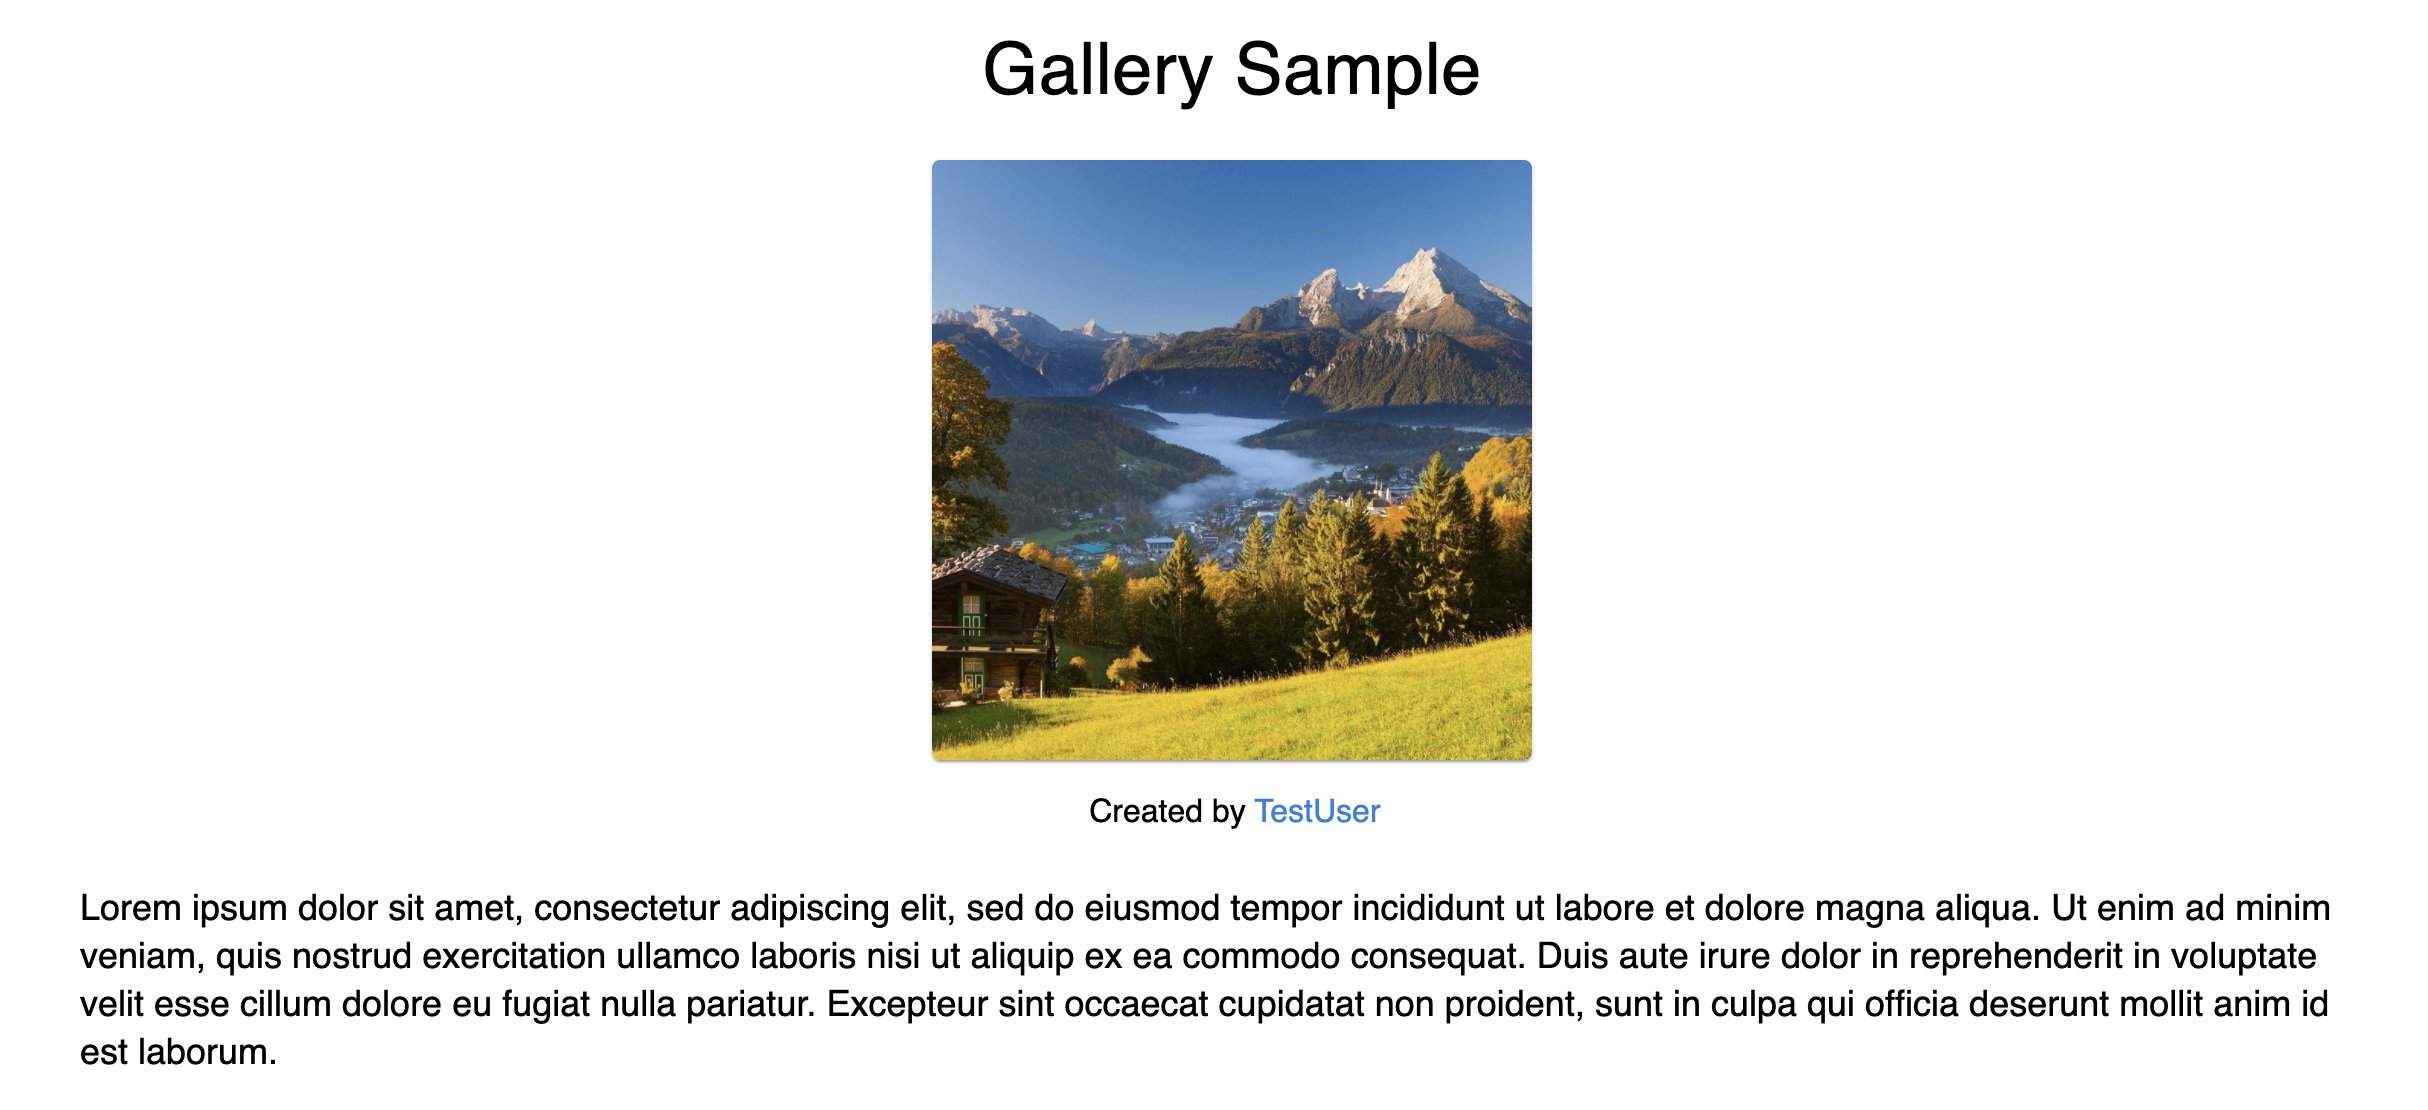 Gallery Sample
Created by TestUser
Lorem ipsum dolor sit amet, consectetur adipiscing elit, sed do eiusmod tempor incididunt ut labore et dolore magna aliqua. Ut enim ad minim
veniam, quis nostrud exercitation ullamco laboris nisi ut aliquip ex ea commodo consequat. Duis aute irure dolor in reprehenderit in voluptate
velit esse cillum dolore eu fugiat nulla pariatur. Excepteur sint occaecat cupidatat non proident, sunt in culpa qui officia deserunt mollit anim id
est laborum.